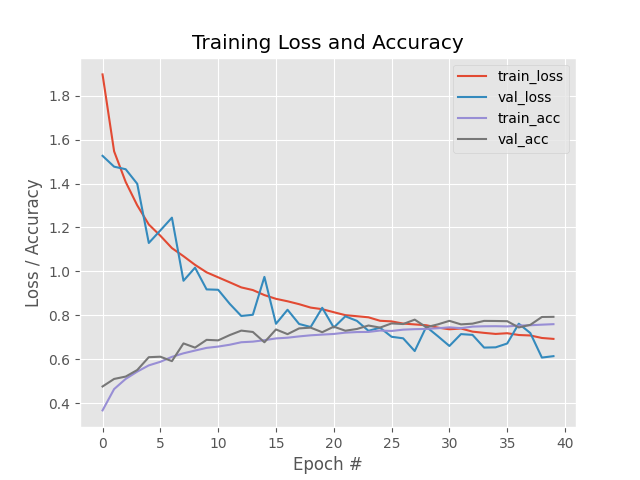 Training Loss and Accuracy
train_loss
val_loss
train_acc
val_acc
Loss / Accuracy
1.8
1.6
1.4
1.2
1.0
0.8
0.6
0.4
0 5 10 15 20 25 30 35 40
Epoch #